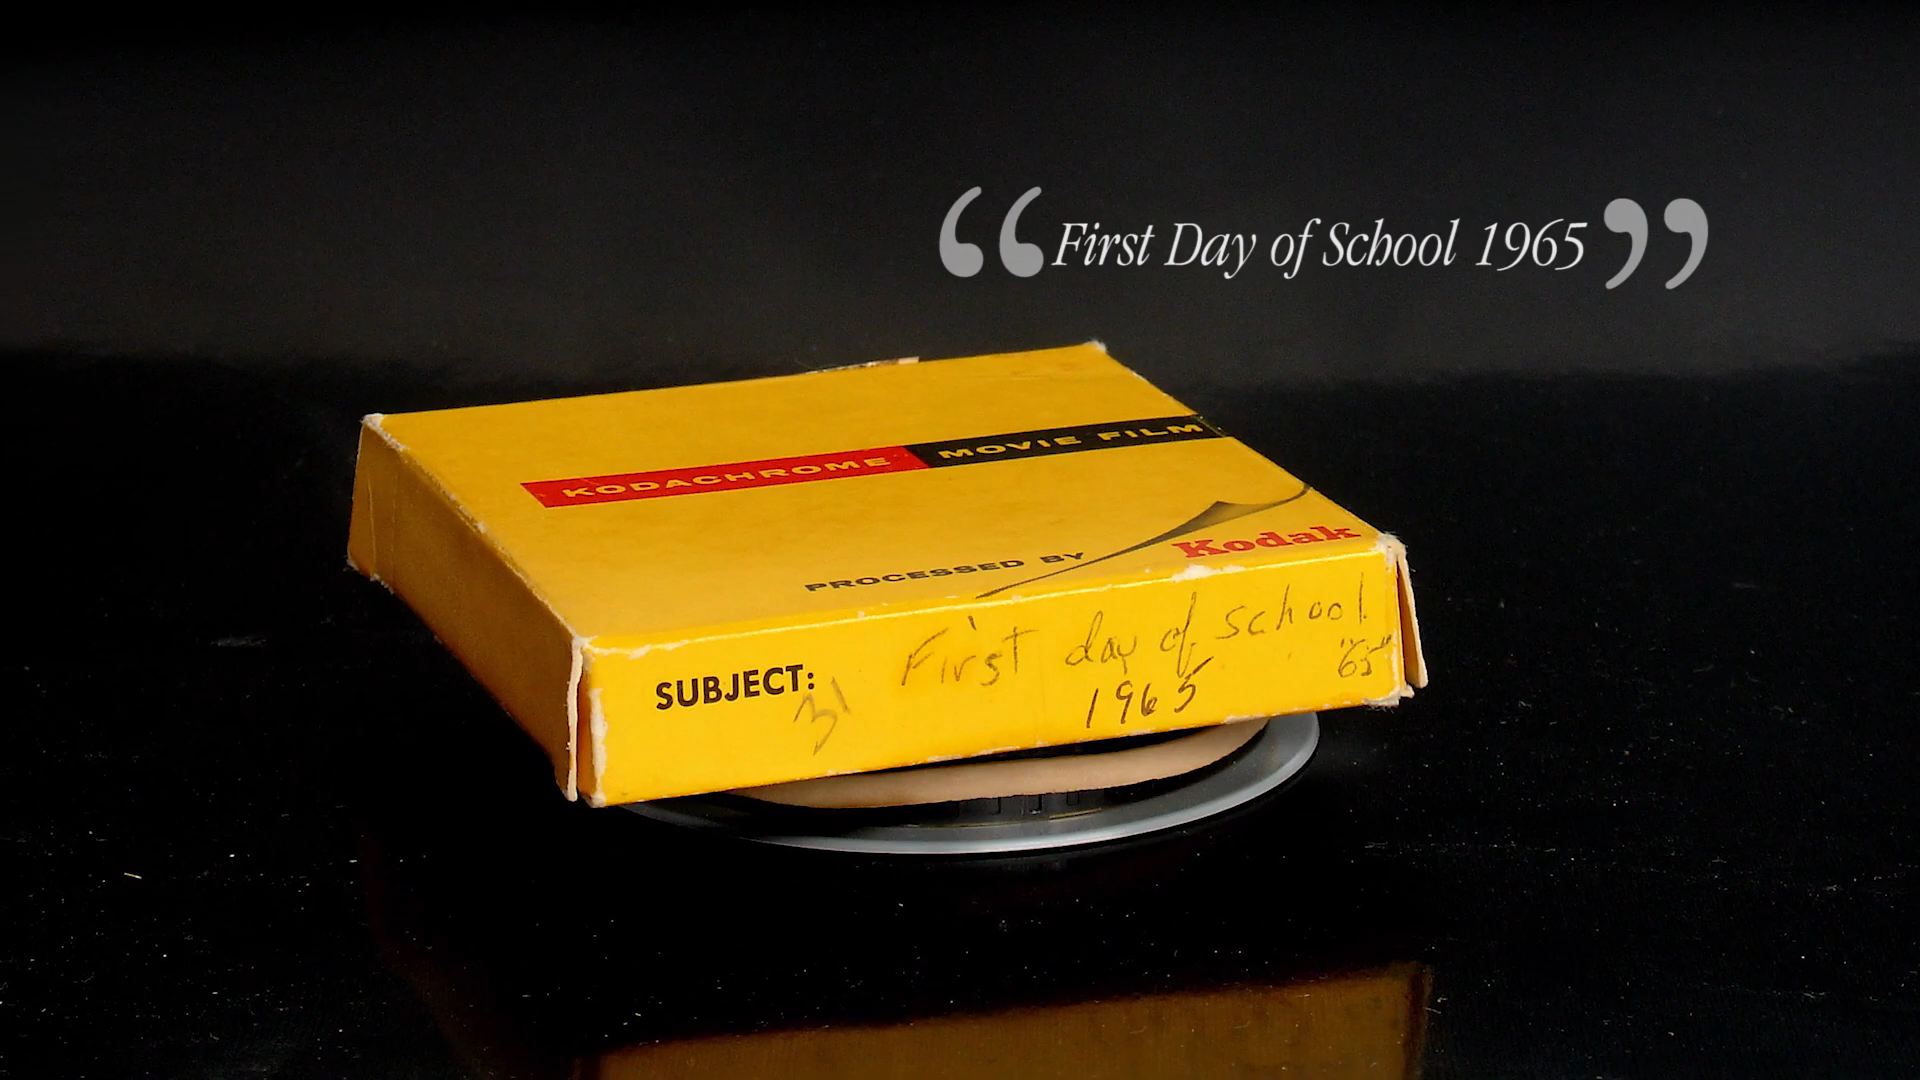 “First Day of School 1965”
KODACHROME MOVIE FILM
PROCESSED BY Kodak
SUBJECT: First day of school
31 1965 "65"